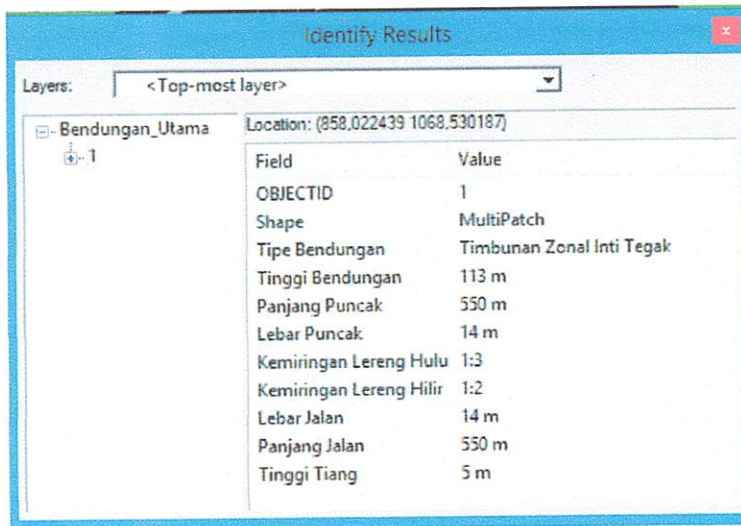 Identify Results
x
Layers: <Top-most layer>
Bendungan_Utama
1
Location: (858,022439 1068,530187)
Field Value
OBJECTID 1
Shape MultiPatch
Tipe Bendungan Timbunan Zonal Inti Tegak
Tinggi Bendungan 113 m
Panjang Puncak 550 m
Lebar Puncak 14 m
Kemiringan Lereng Hulu 1:3
Kemiringan Lereng Hilir 1:2
Lebar Jalan 14 m
Panjang Jalan 550 m
Tinggi Tiang 5 m